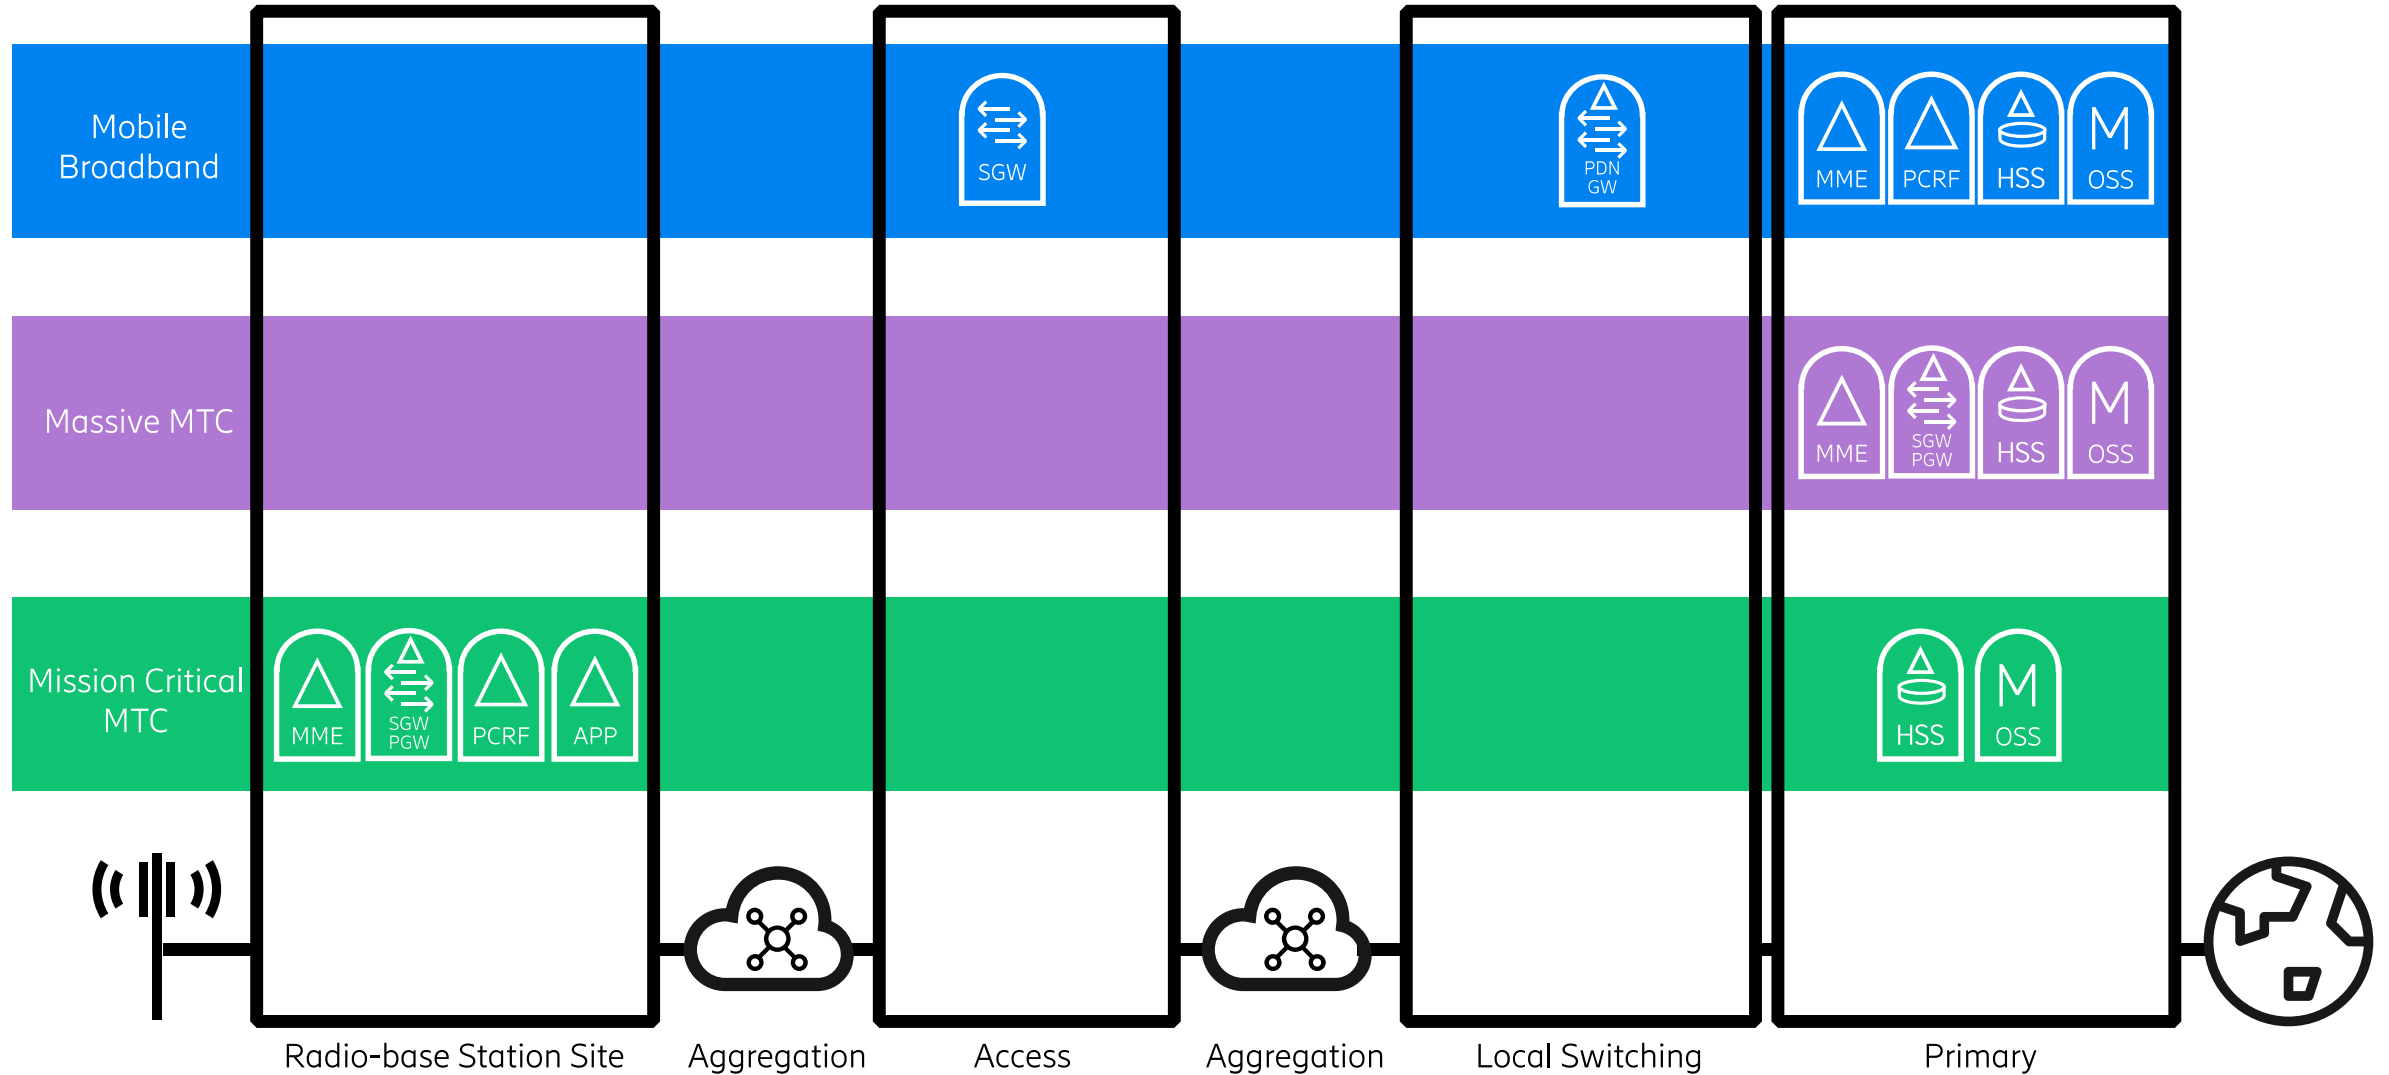 Mobile
Broadband
SGW
PDN
GW
MME
PCRF
HSS
M
OSS
Massive MTC
MME
SGW
PGW
HSS
M
OSS
Mission Critical
MTC
MME
SGW
PGW
PCRF
APP
HSS
M
OSS
Radio-base Station Site
Aggregation
Access
Aggregation
Local Switching
Primary